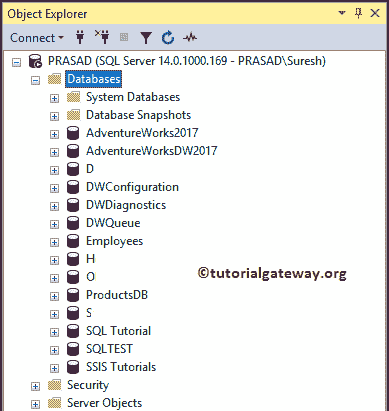 Object Explorer
Connect
PRASAD (SQL Server 14.0.1000.169 - PRASAD\Suresh)
Databases
System Databases
Database Snapshots
AdventureWorks2017
AdventureWorksDW2017
D
DWConfiguration
DWDiagnostics
DWQueue
Employees
H
O
©tutorialgateway.org
ProductsDB
S
SQL Tutorial
SQLTEST
SSIS Tutorials
Security
Server Objects